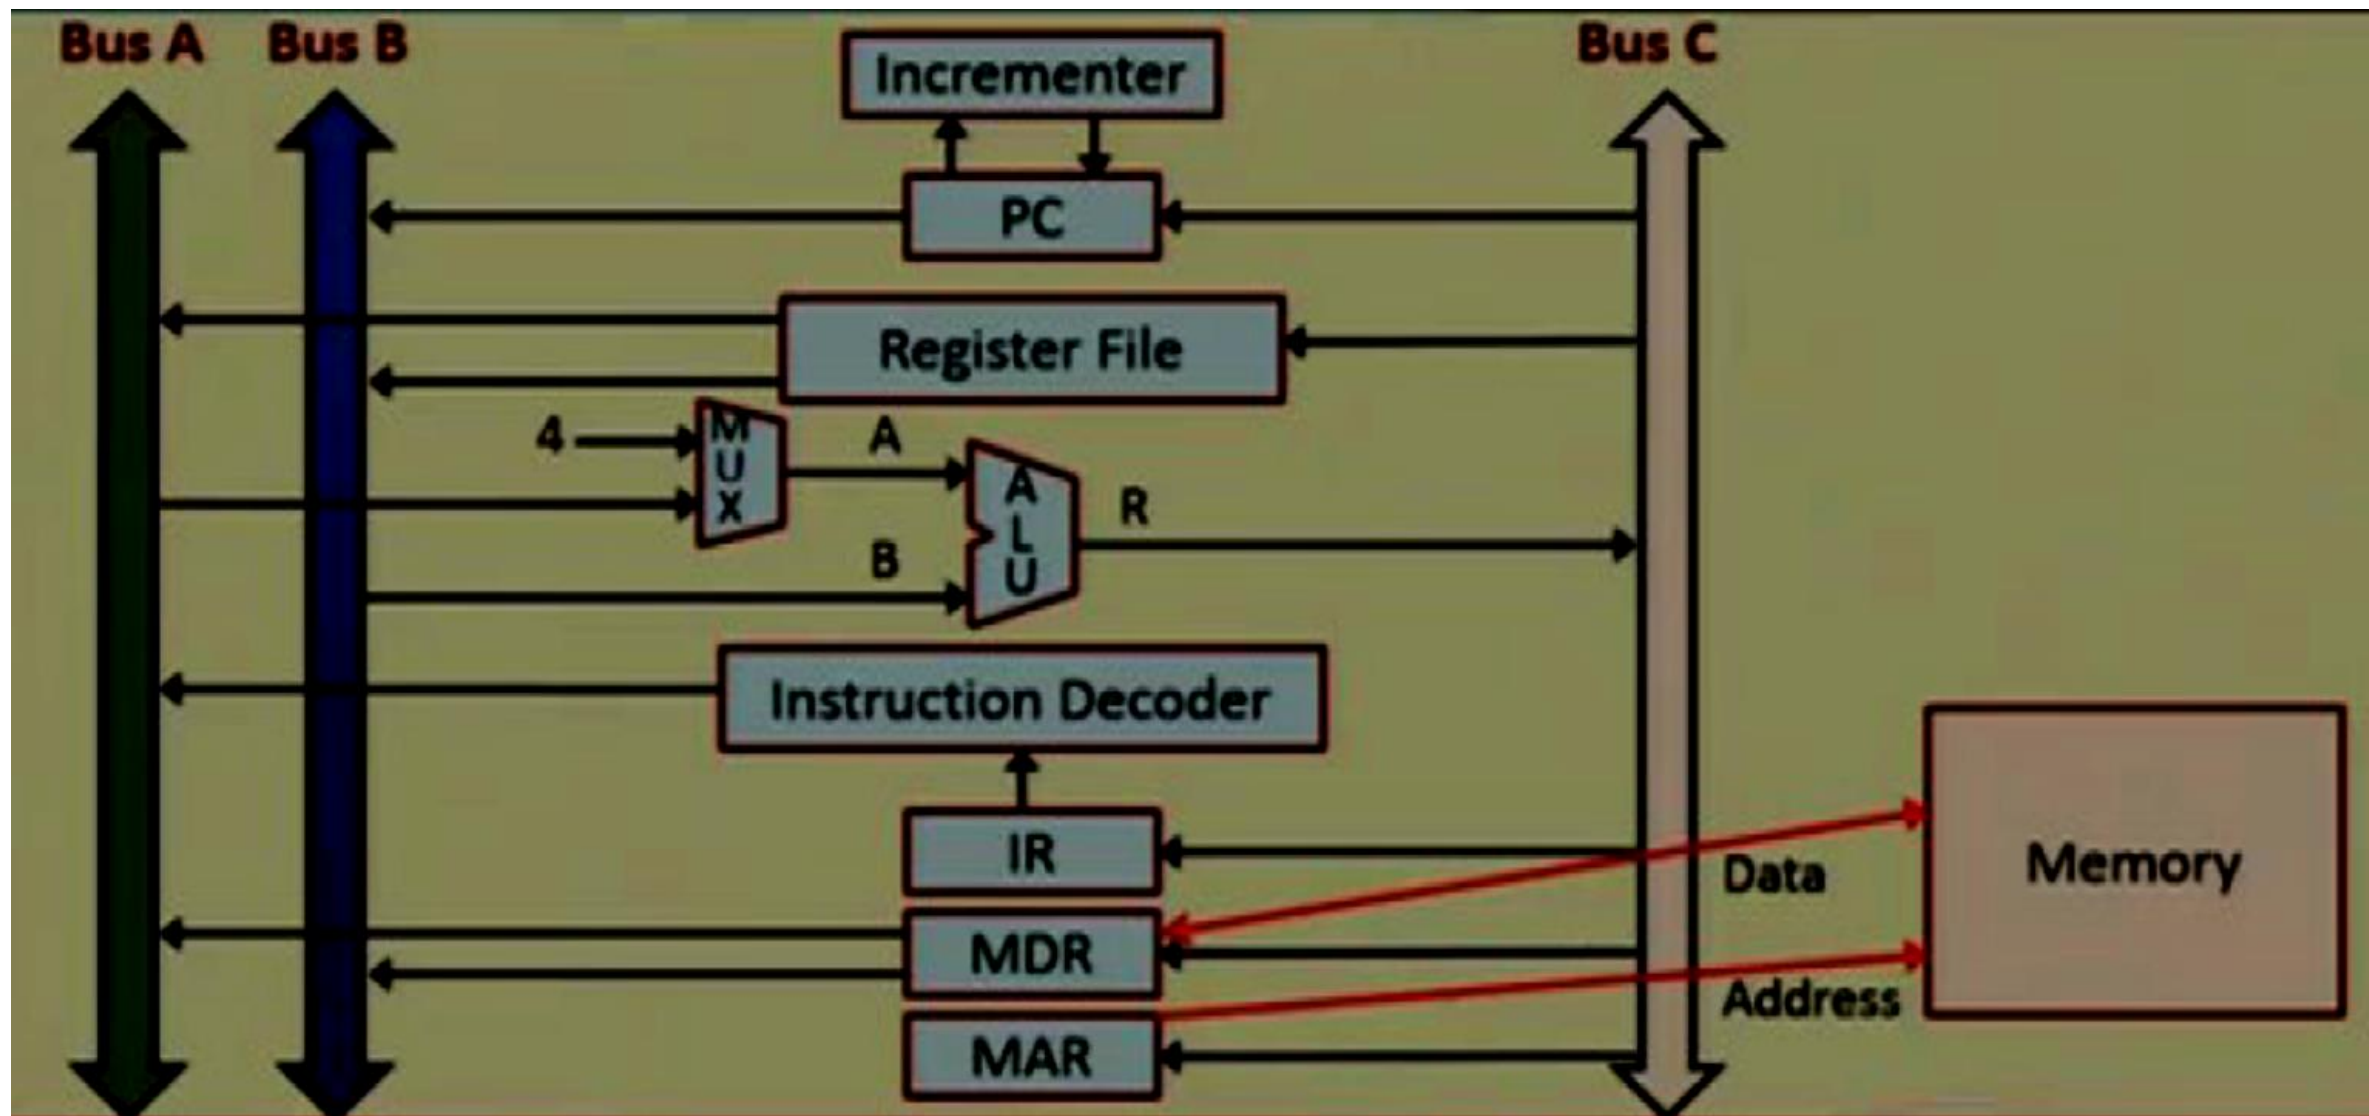 Bus A
Bus B
Bus C
Incrementer
PC
Register File
4
MUX
A
ALU
R
B
Instruction Decoder
IR
Data
Memory
MDR
Address
MAR